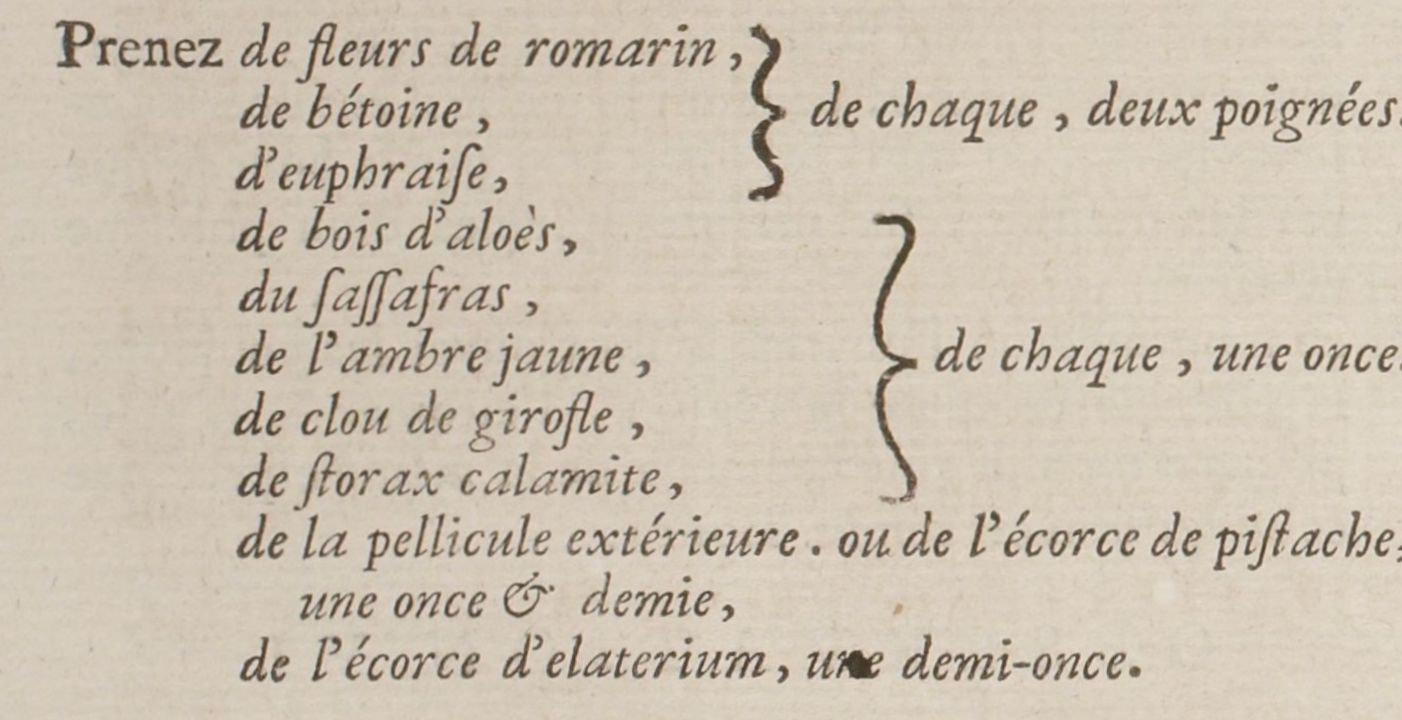 Prenez de fleurs de romarin,
de bétoine, de chaque, deux poignées.
d'euphraiſe,
de bois d'aloès,
du ſaſſafras,
de l'ambre jaune, de chaque, une once.
de clou de girofle,
de ſtorax calamite,
de la pellicule extérieure. ou de l'écorce de piſtache,
une once & demie,
de l'écorce d'elaterium, une demi-once.